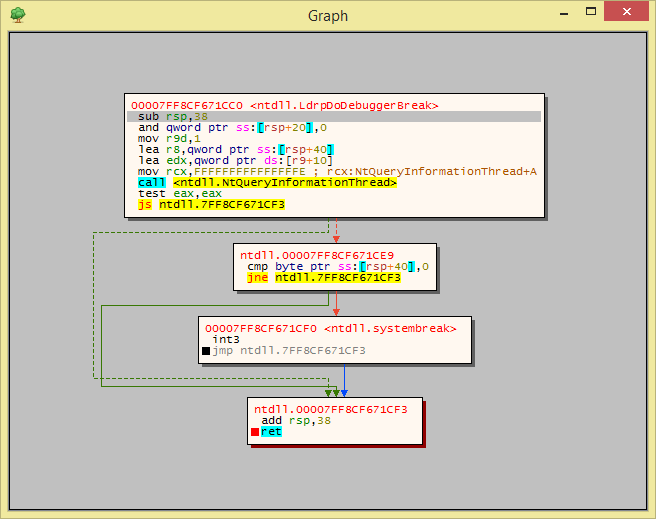 Graph
00007FF8CF671CC0 <ntdll.LdrpDoDebuggerBreak>
sub rsp,38
and qword ptr ss:[rsp+20],0
mov r9d,1
lea r8,qword ptr ss:[rsp+40]
lea edx,qword ptr ds:[r9+10]
mov rcx,FFFFFFFFFFFFFFFE ; rcx:NtQueryInformationThread+A
call <ntdll.NtQueryInformationThread>
test eax,eax
js ntdll.7FF8CF671CF3
ntdll.00007FF8CF671CE9
cmp byte ptr ss:[rsp+40],0
jne ntdll.7FF8CF671CF3
00007FF8CF671CF0 <ntdll.systembreak>
int3
jmp ntdll.7FF8CF671CF3
ntdll.00007FF8CF671CF3
add rsp,38
ret